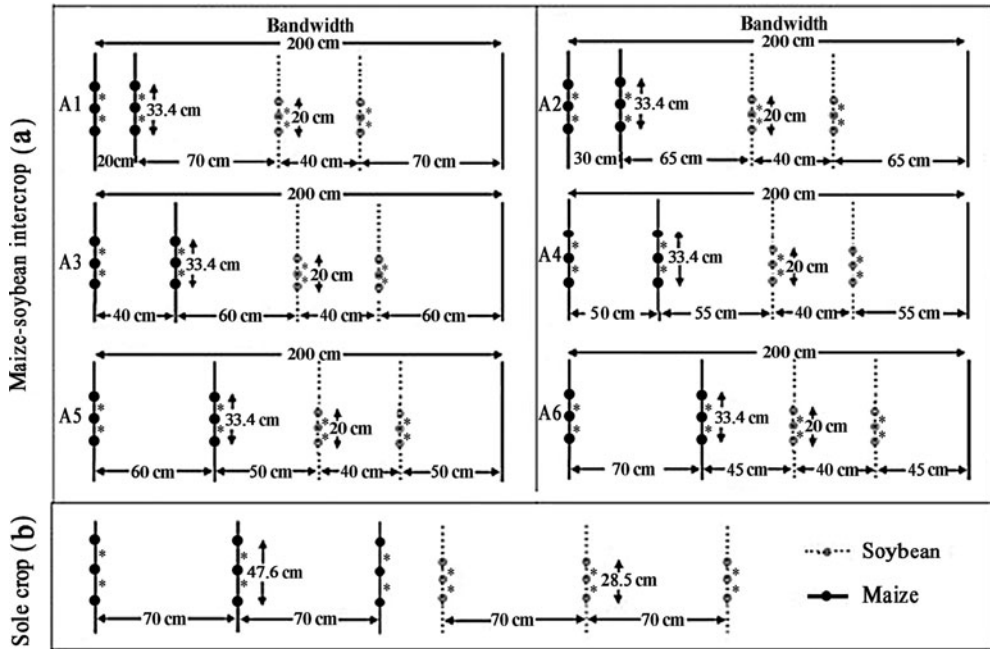 Maize-soybean intercrop (a)
Bandwidth
200 cm
A1
33.4 cm
20 cm
20cm 70 cm 40 cm 70 cm
Bandwidth
200 cm
A2
33.4 cm
20 cm
30 cm 65 cm 40 cm 65 cm
200 cm
A3
33.4 cm
20 cm
40 cm 60 cm 40 cm 60 cm
200 cm
A4
33.4 cm
20 cm
50 cm 55 cm 40 cm 55 cm
200 cm
A5
33.4 cm
20 cm
60 cm 50 cm 40 cm 50 cm
200 cm
A6
33.4 cm
20 cm
70 cm 45 cm 40 cm 45 cm
Sole crop (b)
47.6 cm
70 cm 70 cm
28.5 cm
70 cm 70 cm
Soybean
Maize